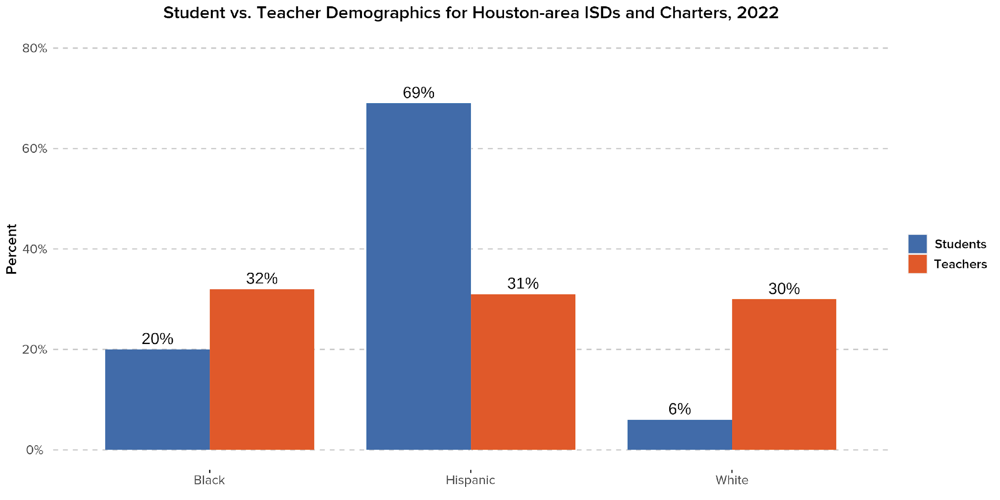 Student vs. Teacher Demographics for Houston-area ISDs and Charters, 2022
80%
69%
60%
Percent
40%
Students
Teachers
32%
31%
30%
20%
20%
6%
0%
Black
Hispanic
White